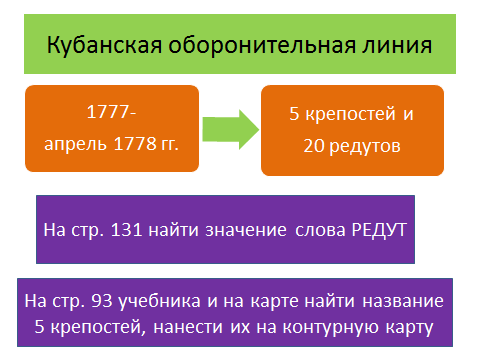 Кубанская оборонительная линия
1777-
апрель 1778 гг.
5 крепостей и
20 редутов
На стр. 131 найти значение слова РЕДУТ
На стр. 93 учебника и на карте найти название
5 крепостей, нанести их на контурную карту